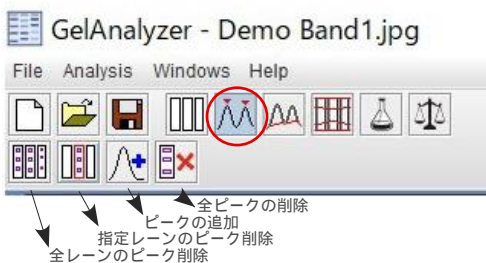 GelAnalyzer - Demo Band1.jpg
File Analysis Windows Help
全ピークの削除
ピークの追加
指定レーンのピーク削除
全レーンのピーク削除